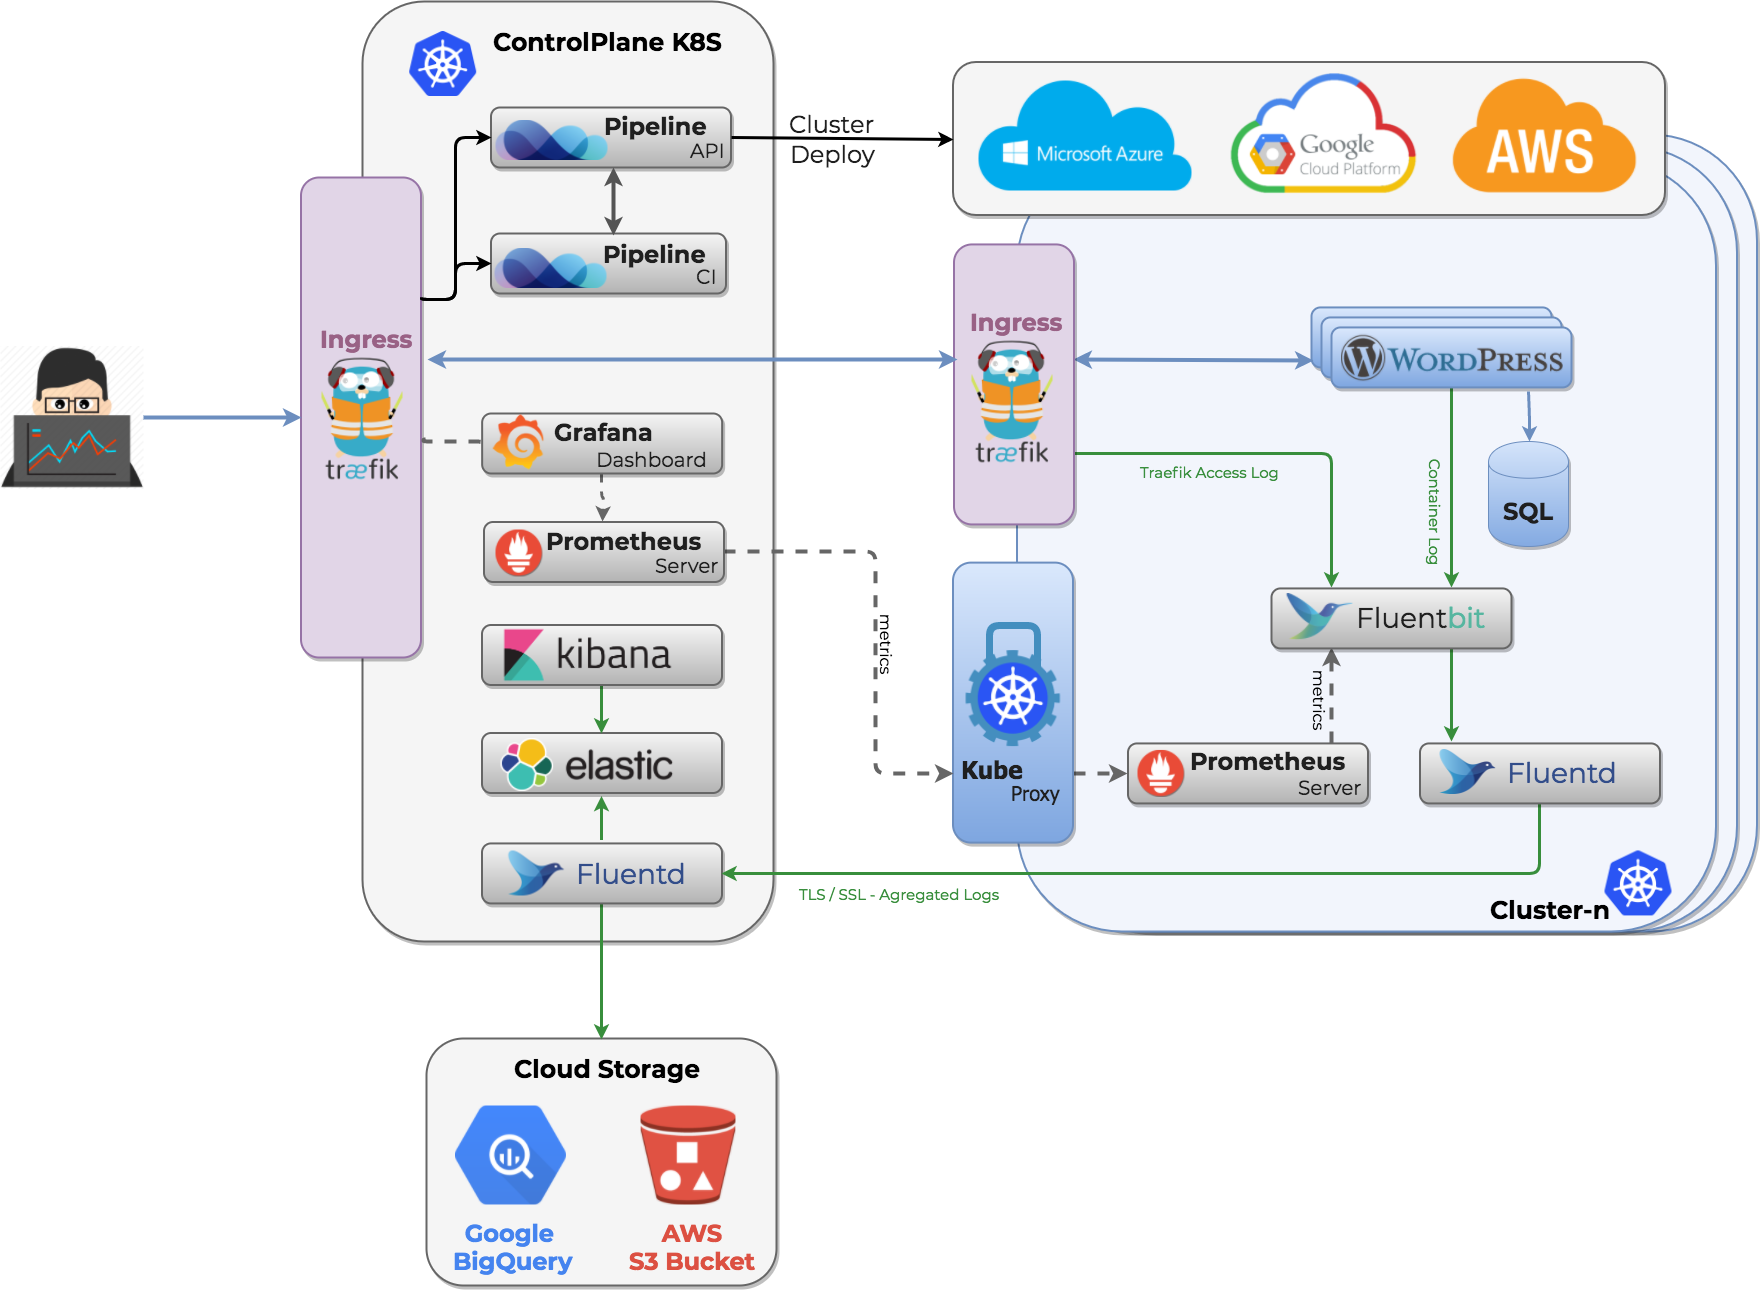 ControlPlane K8S
Pipeline
API
Cluster
Deploy
Microsoft Azure
Google
Cloud Platform
AWS
Pipeline
CI
Ingress
træfik
Ingress
træfik
WORDPRESS
Grafana
Dashboard
Traefik Access Log
Container Log
SQL
Prometheus
Server
metrics
Fluentbit
kibana
metrics
elastic
Kube
Proxy
Prometheus
Server
Fluentd
Fluentd
TLS / SSL - Agregated Logs
Cluster-n
Cloud Storage
Google
BigQuery
AWS
S3 Bucket